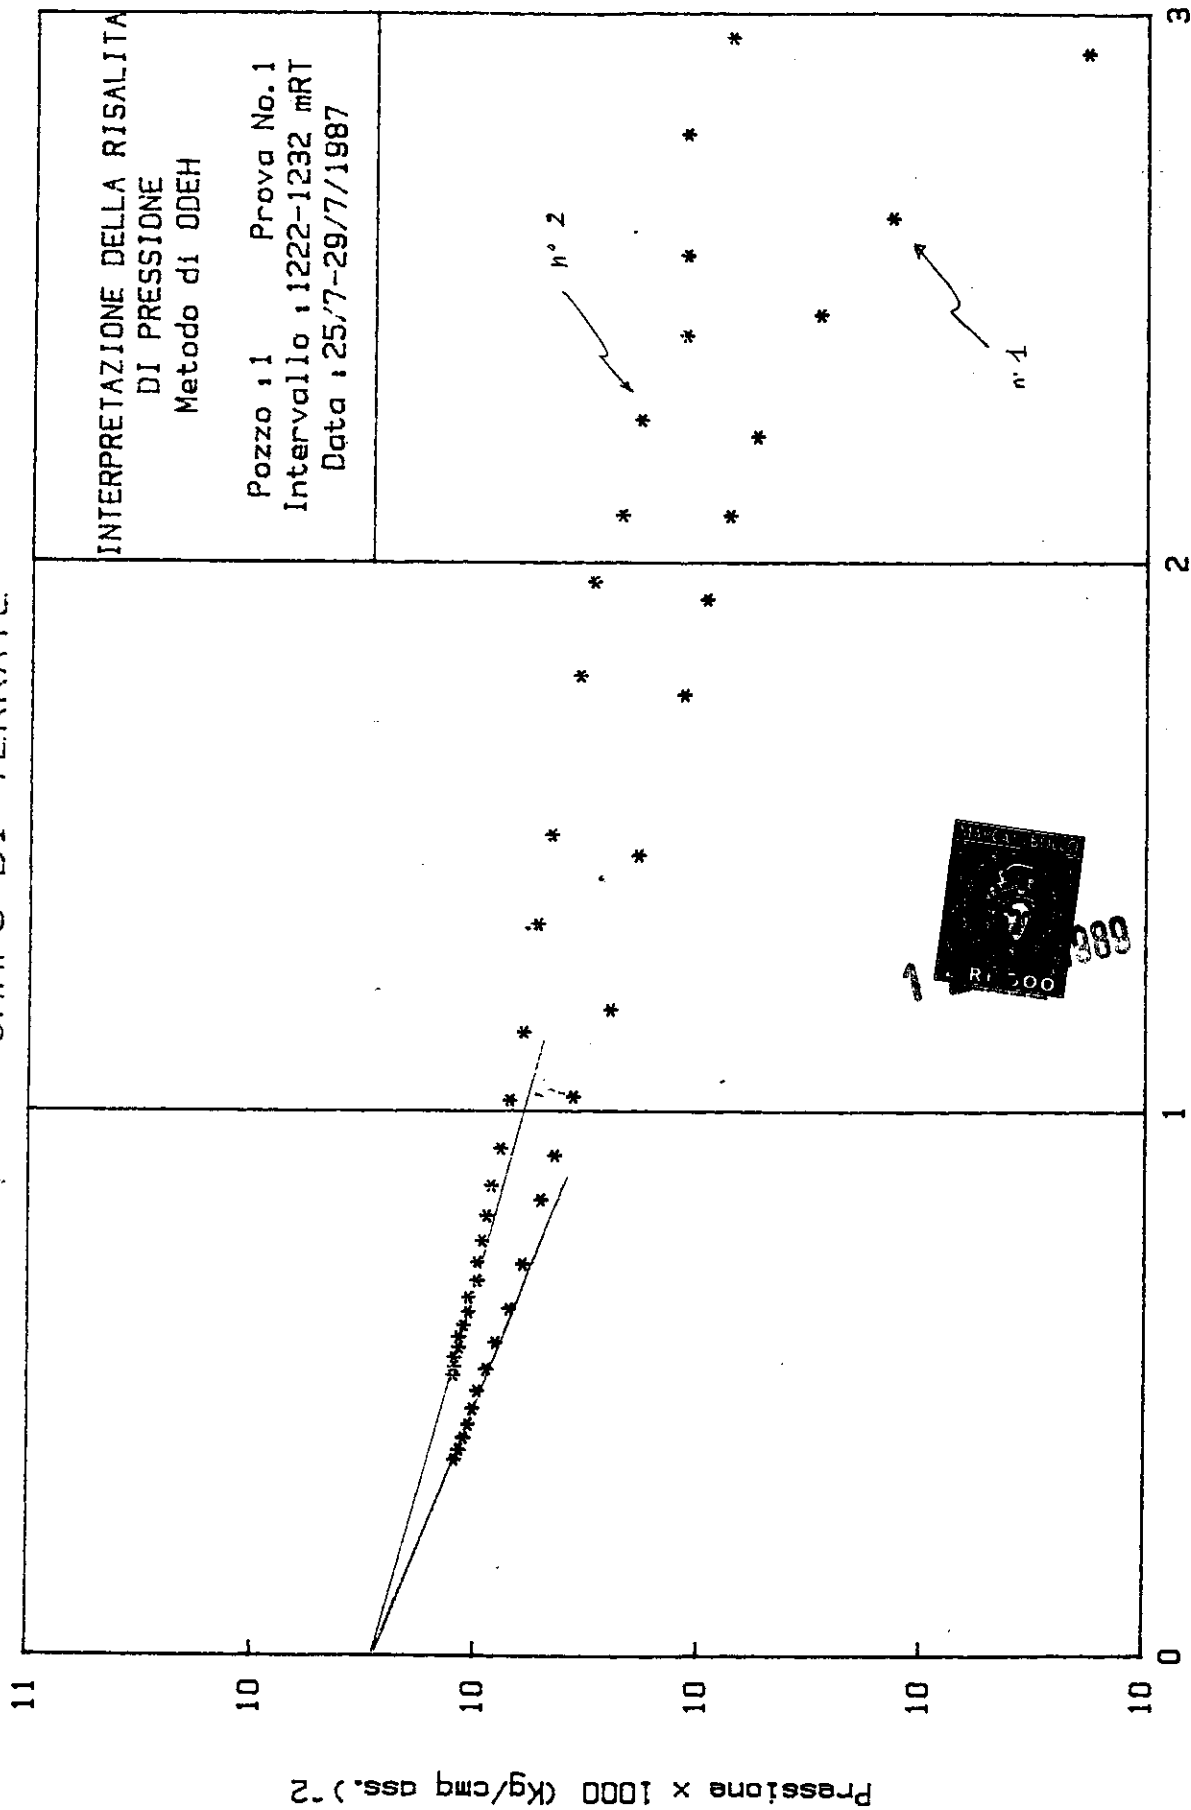 INTERPRETAZIONE DELLA RISALITA
DI PRESSIONE
Metodo di ODEH
Pozzo : 1 Prova No. 1
Intervallo : 1222-1232 mRT
Data : 25/7-29/7/1987
n° 2
n. 1
Pressione x 1000 (Kg/cmq ass.)^2
11
10
10
10
10
10
0
1
2
3